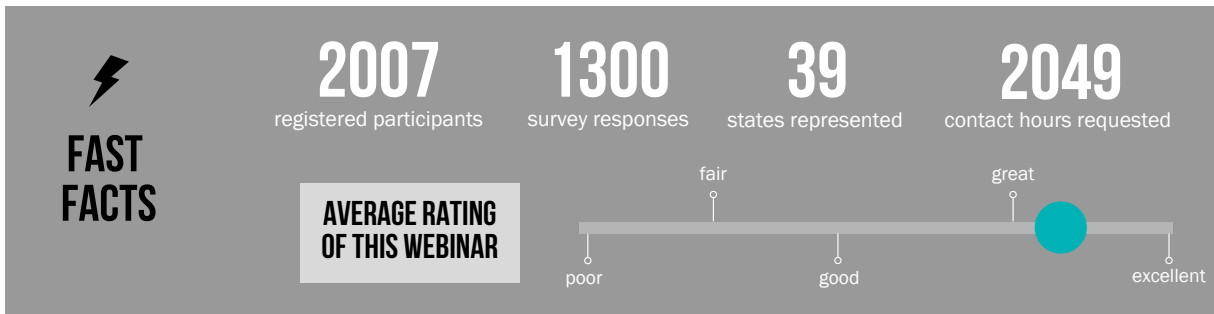 FAST
FACTS
2007
registered participants
1300
survey responses
39
states represented
2049
contact hours requested
AVERAGE RATING
OF THIS WEBINAR
poor
fair
good
great
excellent